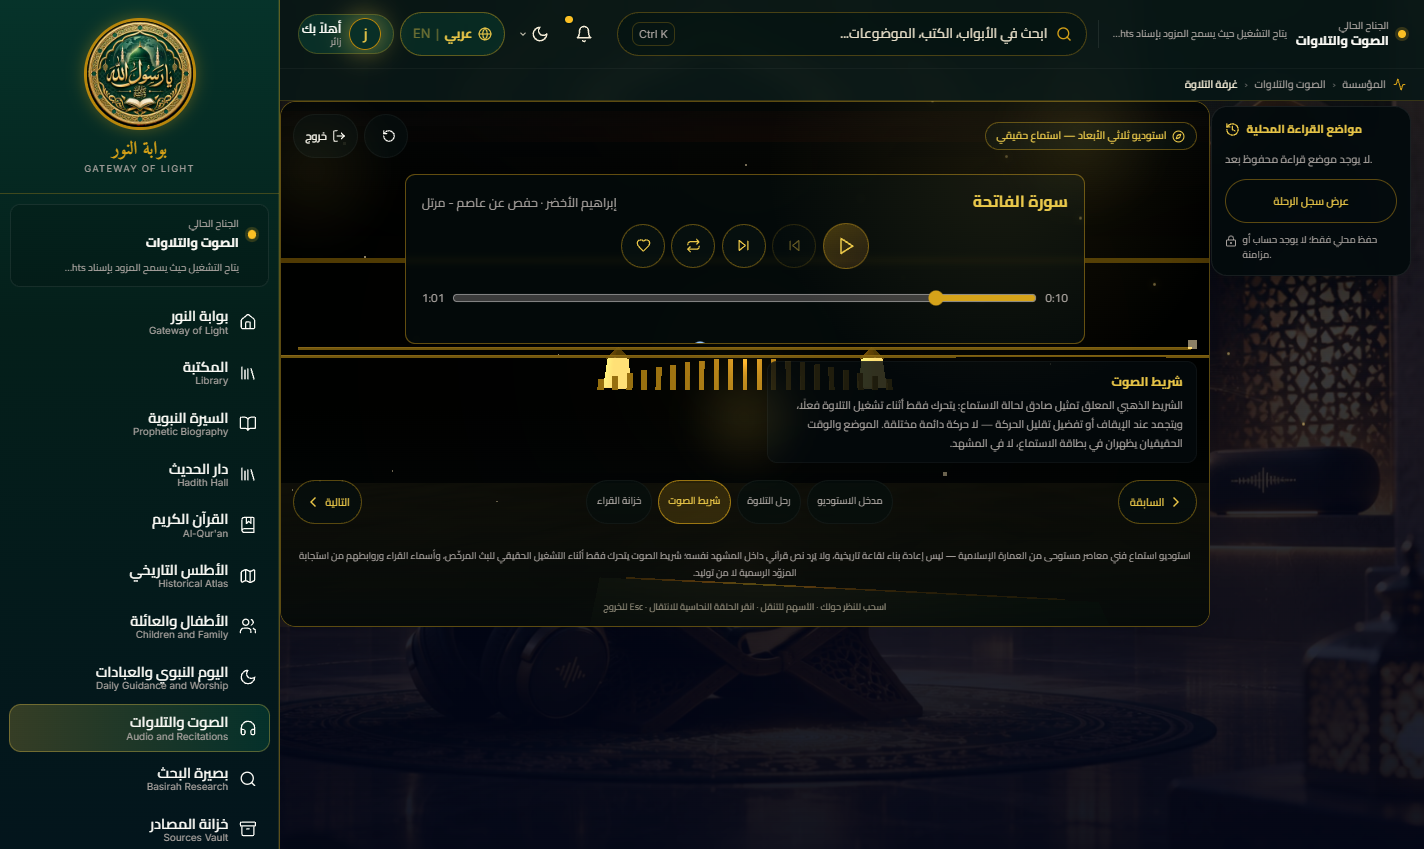 الجناح الحالي
الصوت والتلاوات
يتاح التشغيل حيث يسمح المزود بإسناد hts...
ابحث في الأبواب، الكتب، الموضوعات...
Ctrl K
عربي | EN
أهلاً بك
زائر
ز
المؤسسة ‹ الصوت والتلاوات ‹ غرفة التلاوة
يا رسول الله
بوابة النور
GATEWAY OF LIGHT
الجناح الحالي
الصوت والتلاوات
يتاح التشغيل حيث يسمح المزود بإسناد hts...
بوابة النور
Gateway of Light
المكتبة
Library
السيرة النبوية
Prophetic Biography
دار الحديث
Hadith Hall
القرآن الكريم
Al-Qur'an
الأطلس التاريخي
Historical Atlas
الأطفال والعائلة
Children and Family
اليوم النبوي والعبادات
Daily Guidance and Worship
الصوت والتلاوات
Audio and Recitations
بصيرة البحث
Basirah Research
خزانة المصادر
Sources Vault
مواضع القراءة المحلية
لا يوجد موضع قراءة محفوظ بعد.
عرض سجل الرحلة
حفظ محلي فقط؛ لا يوجد حساب أو
مزامنة.
استوديو ثلاثي الأبعاد — استماع حقيقي
خروج
سورة الفاتحة
إبراهيم الأخضر · حفص عن عاصم - مرتل
0:10
1:01
شريط الصوت
الشريط الذهبي المعلق تمثيل صادق لحالة الاستماع: يتحرك فقط أثناء تشغيل التلاوة فعلًا،
ويتجمد عند الإيقاف أو تفضيل تقليل الحركة — لا حركة دائمة مختلقة. الموضع والوقت
الحقيقيان يظهران في بطاقة الاستماع، لا في المشهد.
السابقة
مدخل الاستوديو
رحل التلاوة
شريط الصوت
خزانة القراء
التالية
استوديو استماع فني معاصر مستوحى من العمارة الإسلامية — ليس إعادة بناء لقاعة تاريخية، ولا يَرِد نص قرآني داخل المشهد نفسه؛ شريط الصوت يتحرك فقط أثناء التشغيل الحقيقي للبث المرخّص، وأسماء القراء وروابطهم من استجابة
المزوّد الرسمية لا من توليد.
اسحب للنظر حولك · الأسهم للتنقل · انقر الحلقة النحاسية للانتقال · Esc للخروج